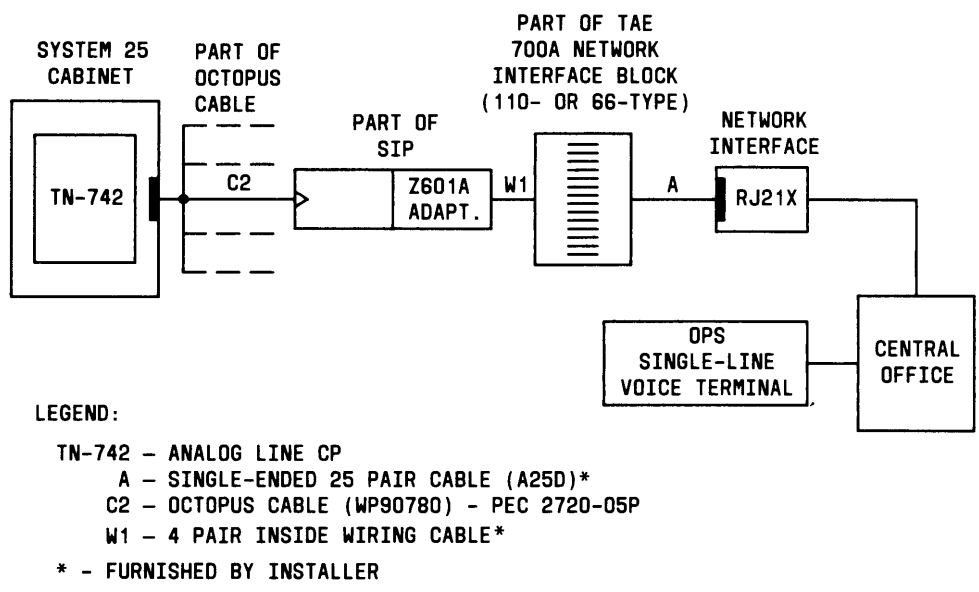 SYSTEM 25
CABINET
PART OF
OCTOPUS
CABLE
PART OF
SIP
PART OF TAE
700A NETWORK
INTERFACE BLOCK
(110- OR 66-TYPE)
NETWORK
INTERFACE
TN-742
C2
Z601A
ADAPT.
W1
A
RJ21X
OPS
SINGLE-LINE
VOICE TERMINAL
CENTRAL
OFFICE
LEGEND:
TN-742 – ANALOG LINE CP
A – SINGLE-ENDED 25 PAIR CABLE (A25D)*
C2 – OCTOPUS CABLE (WP90780) - PEC 2720-05P
W1 – 4 PAIR INSIDE WIRING CABLE*
* - FURNISHED BY INSTALLER